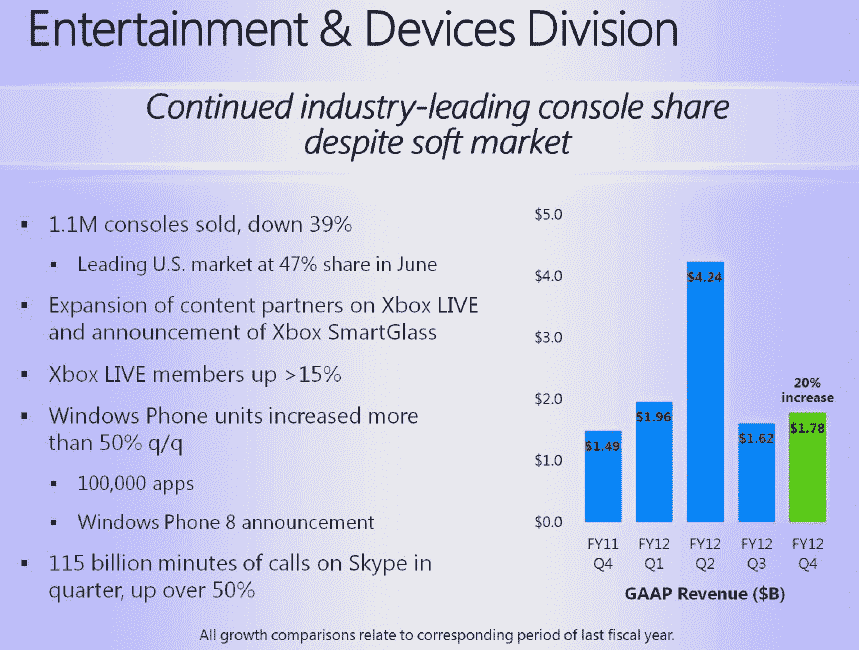 Entertainment & Devices Division
Continued industry-leading console share
despite soft market
▪ 1.1M consoles sold, down 39%
▪ Leading U.S. market at 47% share in June
▪ Expansion of content partners on Xbox LIVE
and announcement of Xbox SmartGlass
▪ Xbox LIVE members up >15%
▪ Windows Phone units increased more
than 50% q/q
▪ 100,000 apps
▪ Windows Phone 8 announcement
▪ 115 billion minutes of calls on Skype in
quarter, up over 50%
$5.0
$4.0
$3.0
$2.0
$1.0
$0.0
$1.49
$1.96
$4.24
$1.62
$1.78
20%
increase
FY11 FY12 FY12 FY12 FY12
Q4 Q1 Q2 Q3 Q4
GAAP Revenue ($B)
All growth comparisons relate to corresponding period of last fiscal year.